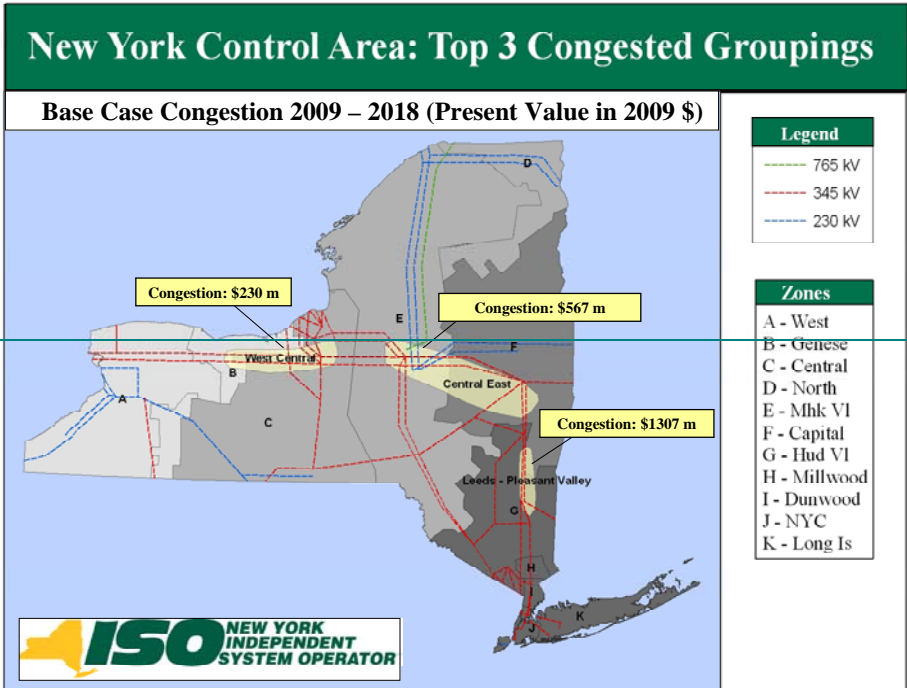 New York Control Area: Top 3 Congested Groupings
Base Case Congestion 2009 – 2018 (Present Value in 2009 $)
Legend
765 kV
345 kV
230 kV
D
Congestion: $230 m
Congestion: $567 m
E
F
West Central
B
Central East
A
C
Congestion: $1307 m
Leeds - Pleasant Valley
G
H
I
K
J
Zones
A - West
B - Genese
C - Central
D - North
E - Mhk Vl
F - Capital
G - Hud Vl
H - Millwood
I - Dunwood
J - NYC
K - Long Is
ISO NEW YORK
INDEPENDENT
SYSTEM OPERATOR